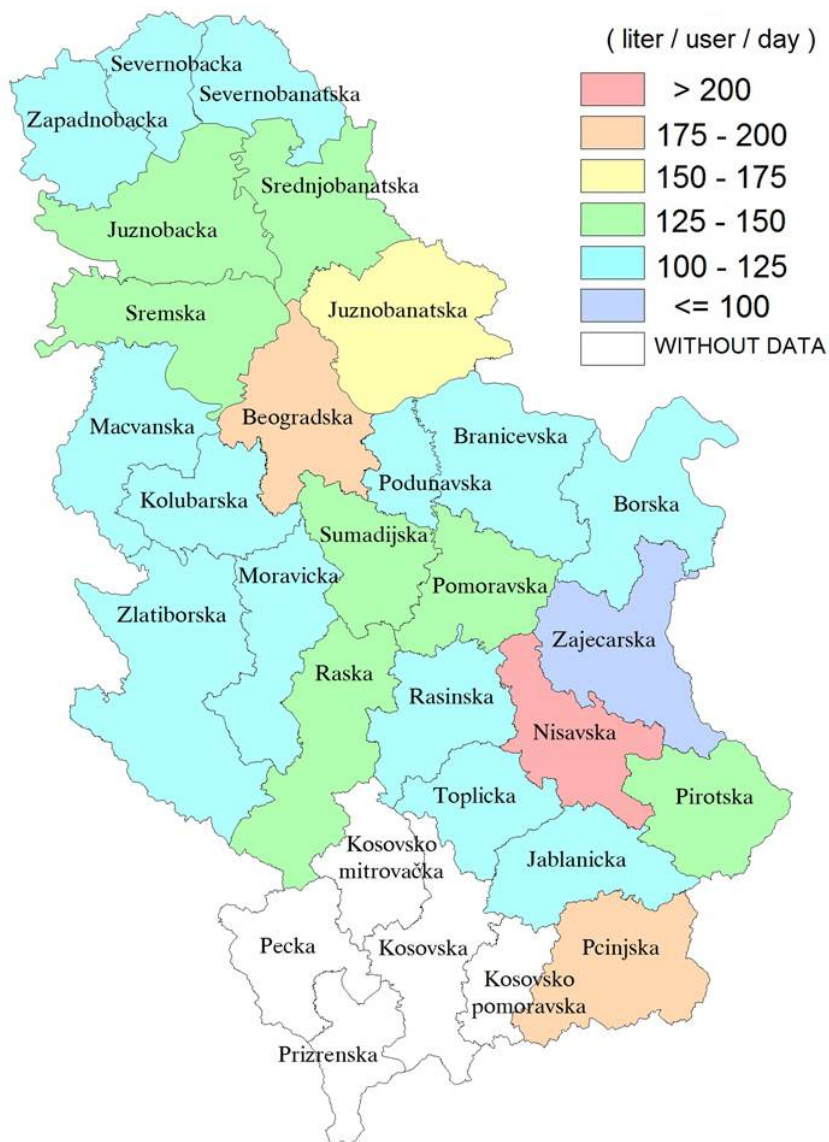 ( liter / user / day )
> 200
175 - 200
150 - 175
125 - 150
100 - 125
<= 100
WITHOUT DATA
Severnobacka
Severnobanatska
Zapadnobacka
Srednjobanatska
Juznobacka
Sremska
Juznobanatska
Macvanska
Beogradska
Branicevska
Podunavska
Kolubarska
Borska
Sumadijska
Moravicka
Pomoravska
Zlatiborska
Zajecarska
Raska
Rasinska
Nisavska
Toplicka
Pirotska
Kosovsko
mitrovačka
Jablanicka
Pecka
Kosovska
Pcinjska
Kosovsko
pomoravska
Prizrenska